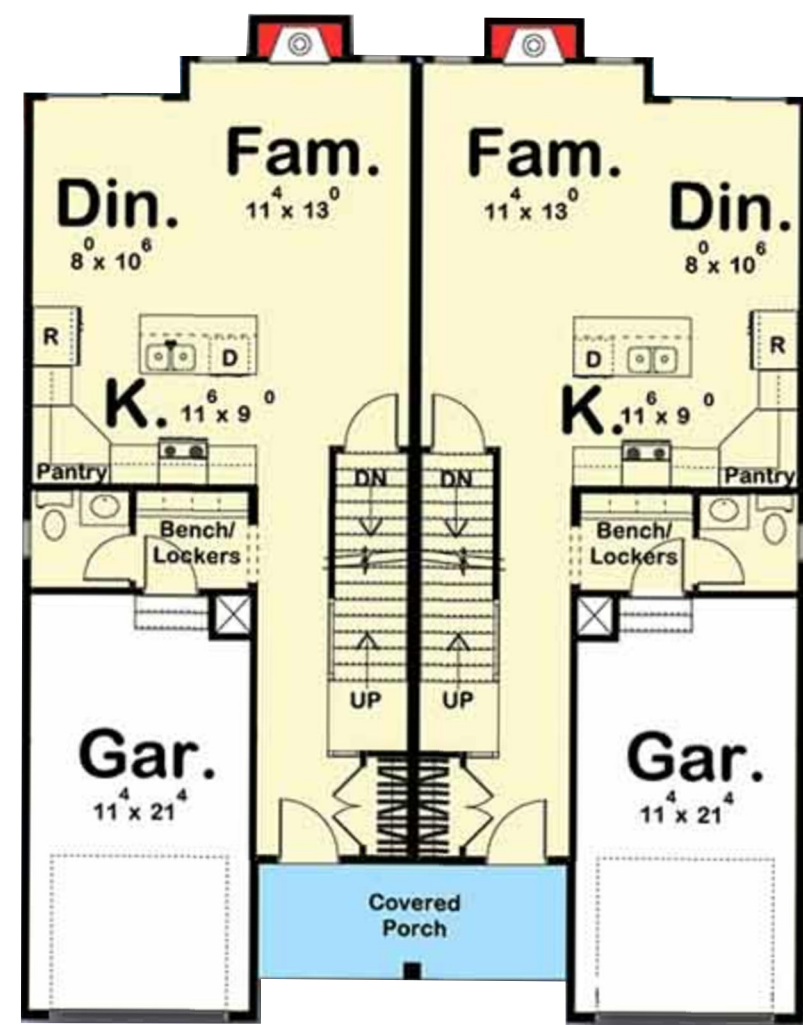 Fam.
11⁴ x 13⁰
Fam.
11⁴ x 13⁰
Din.
8⁰ x 10⁶
Din.
8⁰ x 10⁶
R
D
D
R
K. 11⁶ x 9⁰
K. 11⁶ x 9⁰
Pantry
DN
DN
Pantry
Bench/
Lockers
Bench/
Lockers
UP
UP
Gar.
11⁴ x 21⁴
Gar.
11⁴ x 21⁴
Covered
Porch